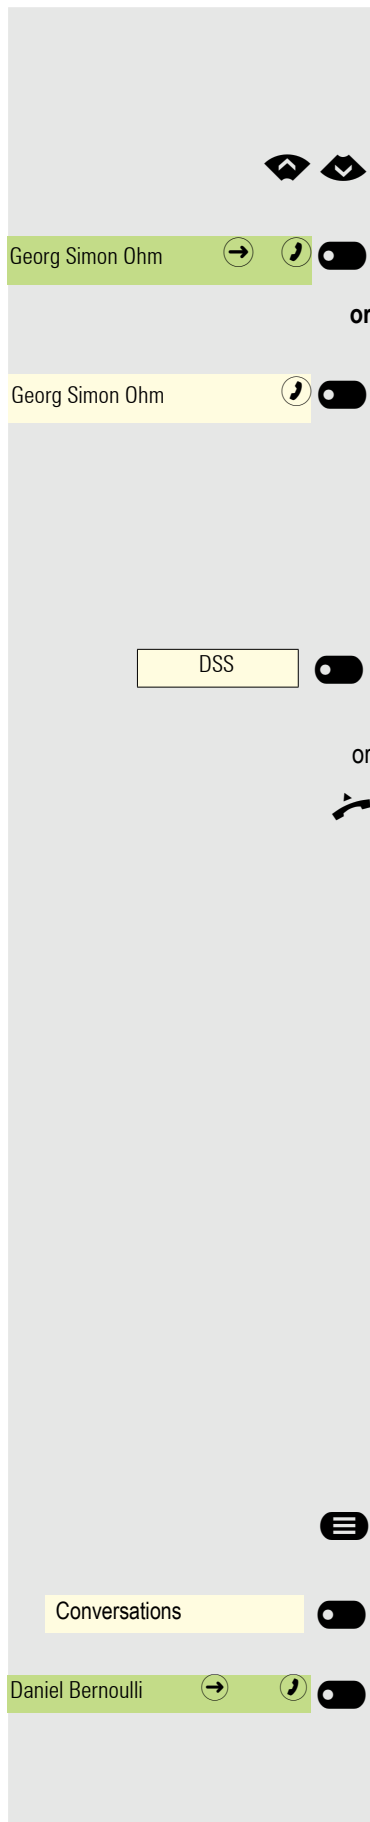 Georg Simon Ohm
or
Georg Simon Ohm
DSS
or
Conversations
Daniel Bernoulli